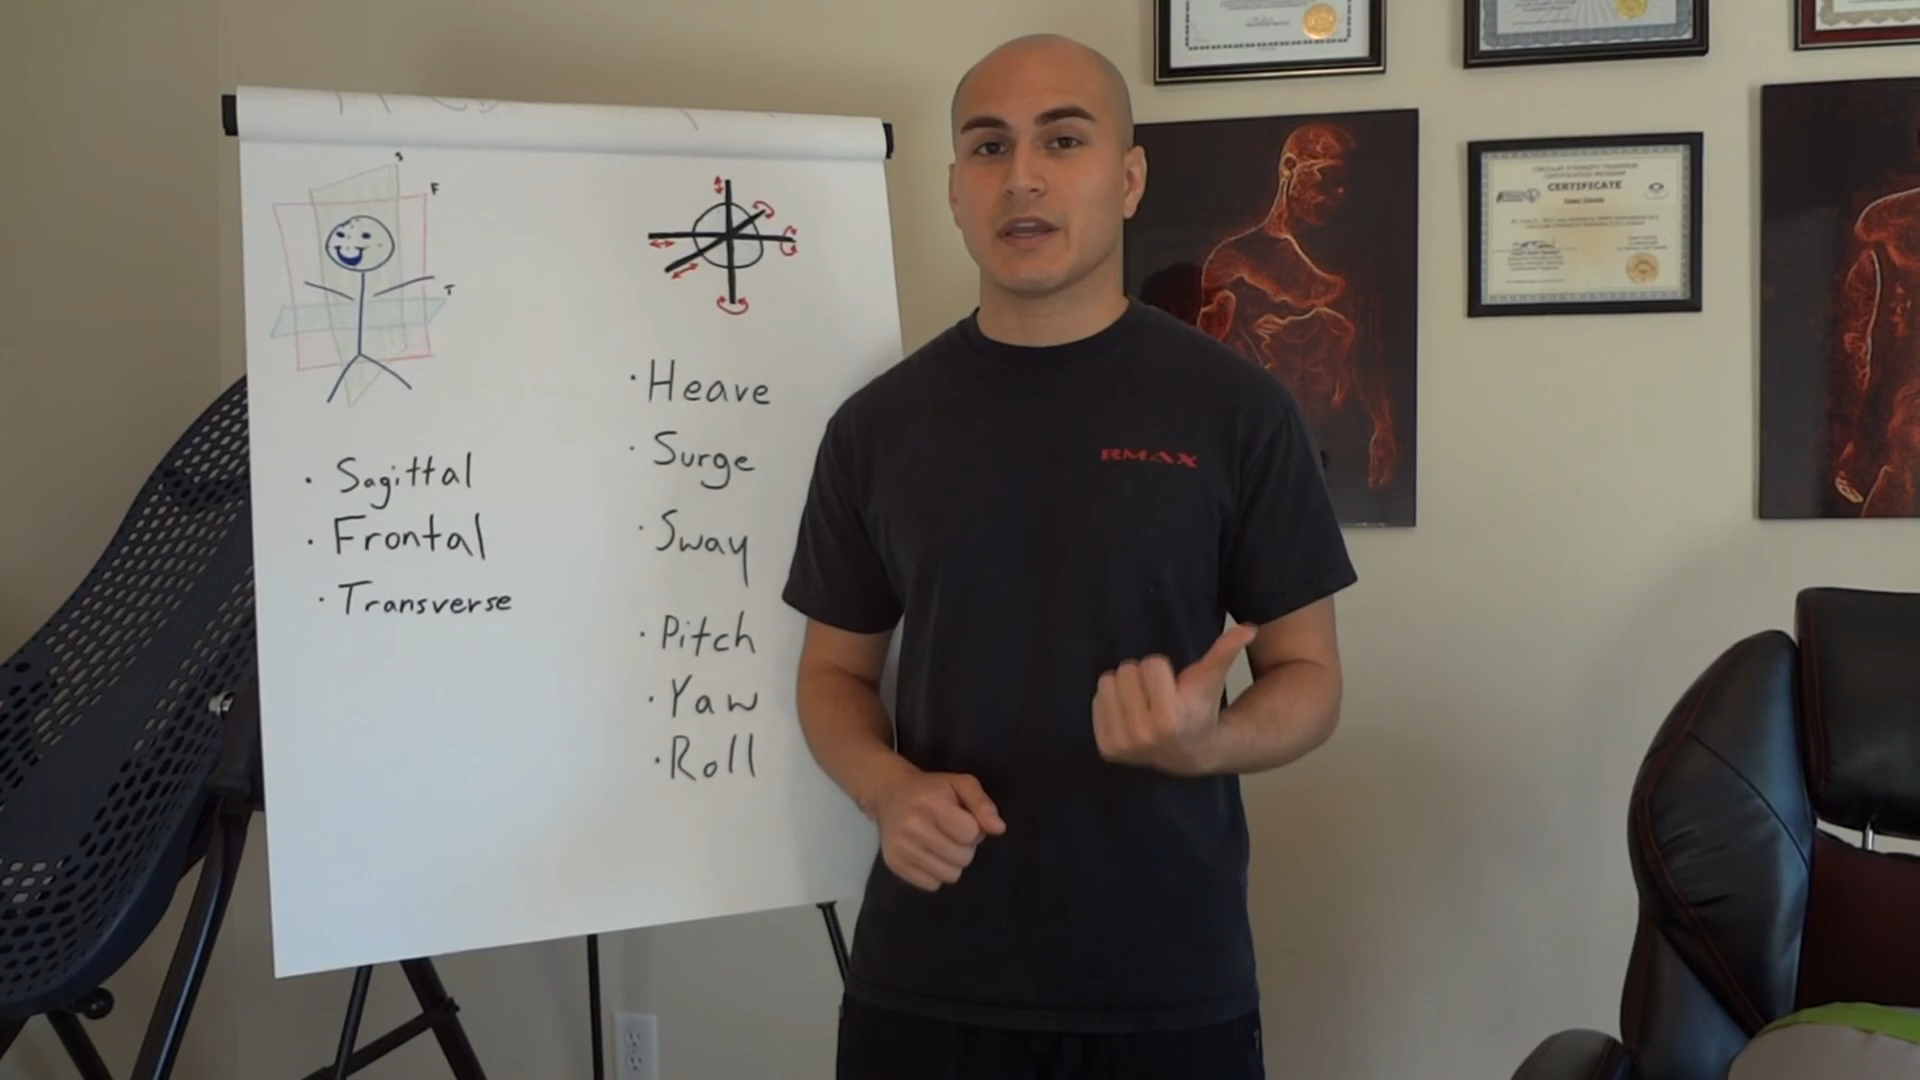 S
F
T
· Sagittal
· Frontal
· Transverse
· Heave
· Surge
· Sway
· Pitch
· Yaw
· Roll
RMAX
CERTIFICATE